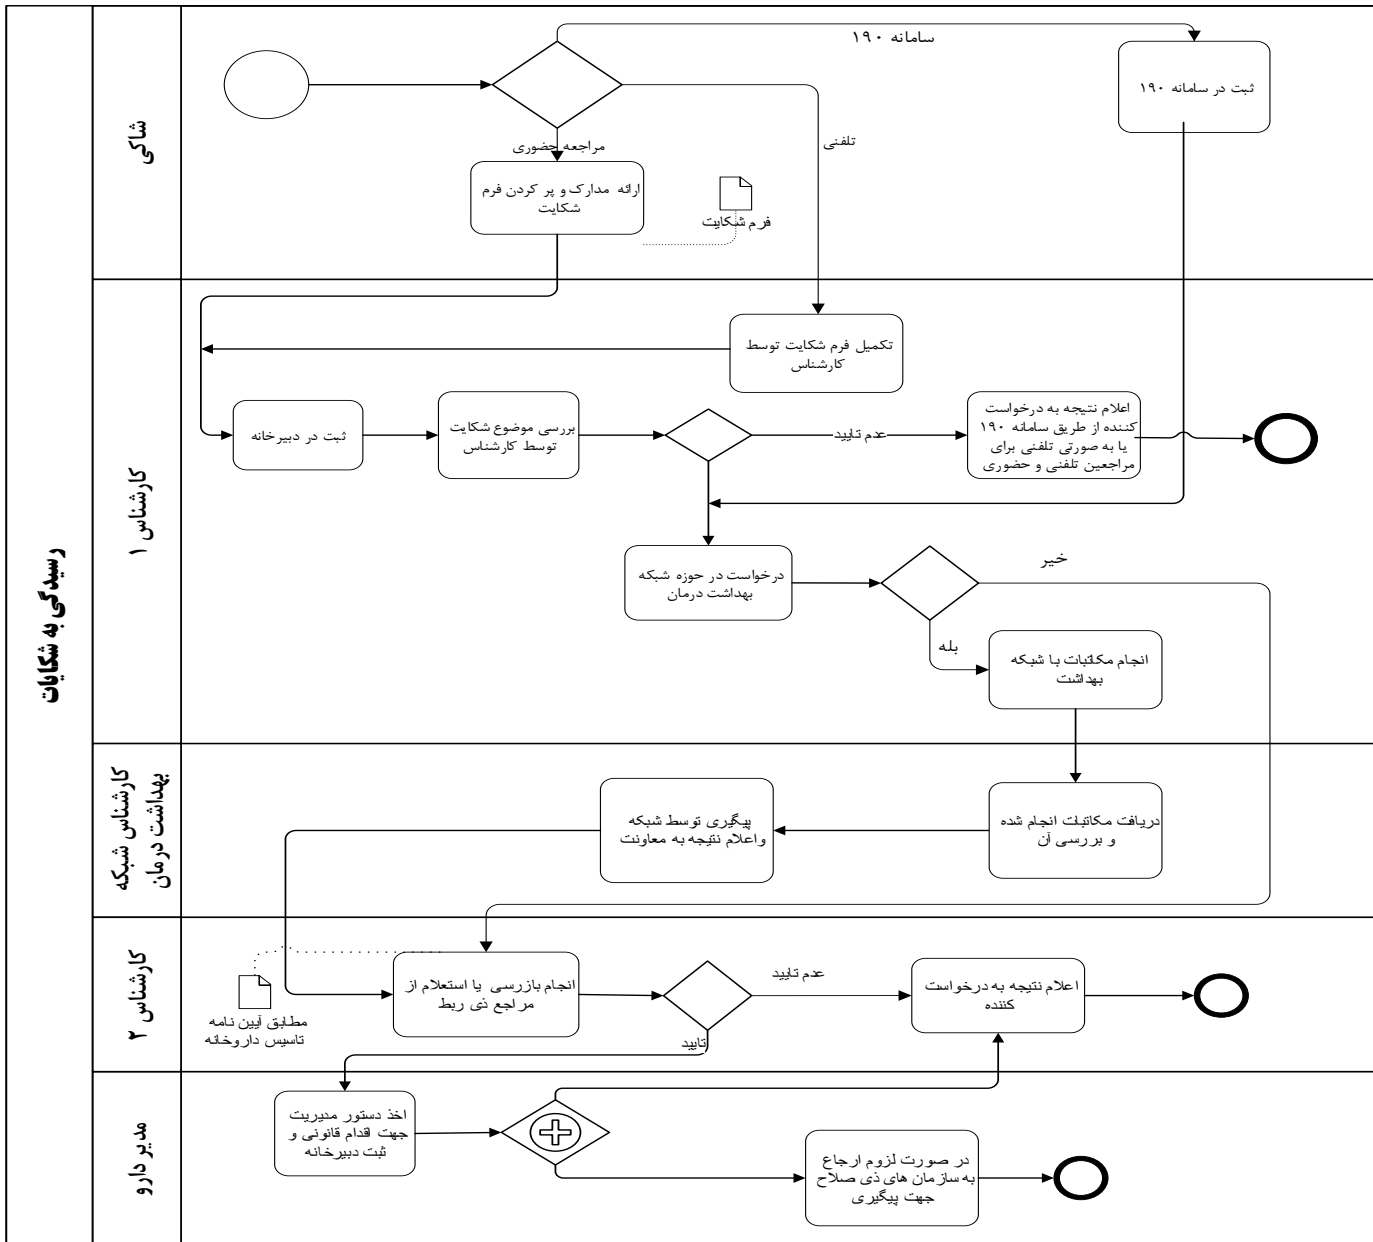 رسیدگی به شکایات
شاکی
سامانه ۱۹۰
ثبت در سامانه ۱۹۰
مراجعه حضوری
تلفنی
ارائه مدارک و پر کردن فرم
شکایت
فرم شکایت
کارشناس ۱
تکمیل فرم شکایت توسط
کارشناس
ثبت در دبیرخانه
بررسی موضوع شکایت
توسط کارشناس
عدم تایید
اعلام نتیجه به درخواست
کننده از طریق سامانه ۱۹۰
یا به صورتی تلفنی برای
مراجعین تلفنی و حضوری
درخواست در حوزه شبکه
بهداشت درمان
خیر
بله
انجام مکاتبات با شبکه
بهداشت
کارشناس شبکه
بهداشت درمان
دریافت مکاتبات انجام شده
و بررسی آن
پیگیری توسط شبکه
واعلام نتیجه به معاونت
کارشناس ۲
انجام بازرسی یا استعلام از
مراجع ذی ربط
مطابق آیین نامه
تاسیس داروخانه
عدم تایید
تایید
اعلام نتیجه به درخواست
کننده
مدیر دارو
اخذ دستور مدیریت
جهت اقدام قانونی و
ثبت دبیرخانه
در صورت لزوم ارجاع
به سازمان های ذی صلاح
جهت پیگیری